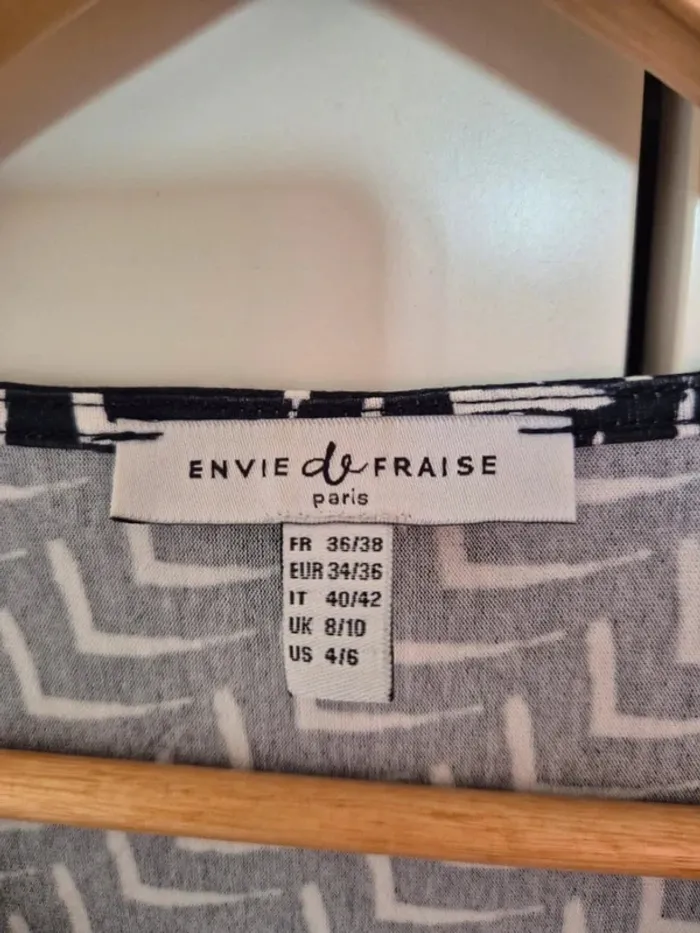 ENVIE de FRAISE
paris
FR 36/38
EUR 34/36
IT 40/42
UK 8/10
US 4/6